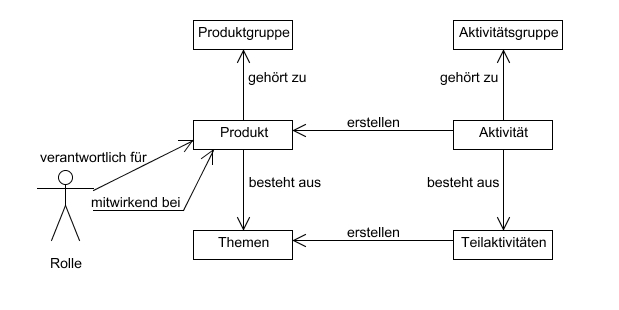 Produktgruppe
Aktivitätsgruppe
gehört zu
gehört zu
erstellen
Produkt
Aktivität
verantwortlich für
besteht aus
besteht aus
mitwirkend bei
erstellen
Themen
Teilaktivitäten
Rolle